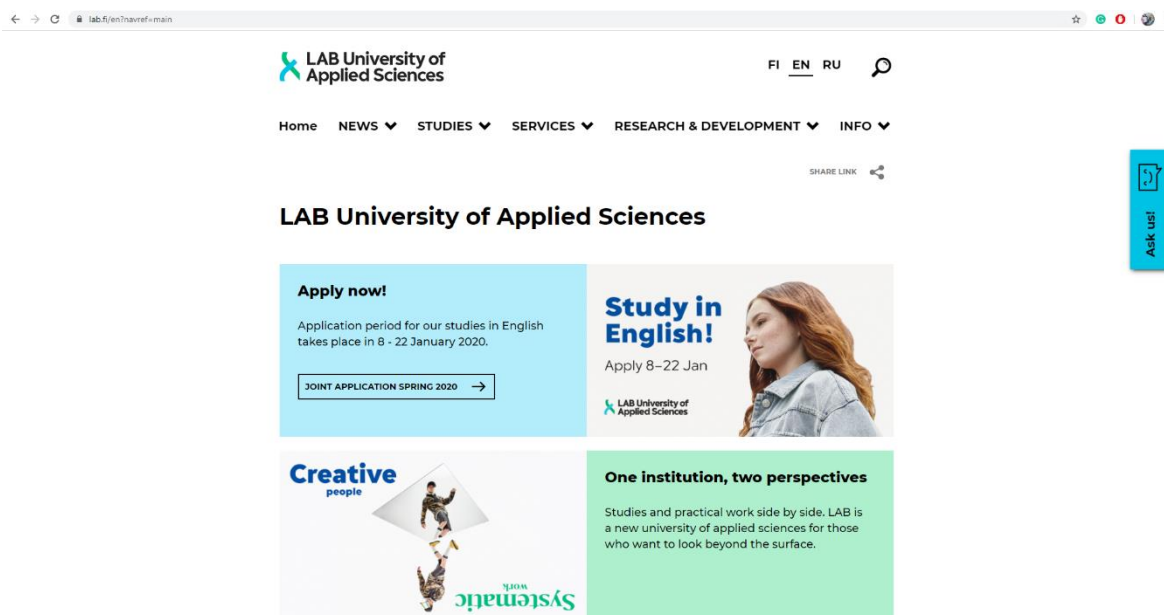 lab.fi/en?navref=main
LAB University of
Applied Sciences
FI EN RU
Home NEWS STUDIES SERVICES RESEARCH & DEVELOPMENT INFO
SHARE LINK
Ask us!
LAB University of Applied Sciences
Apply now!
Application period for our studies in English
takes place in 8 - 22 January 2020.
JOINT APPLICATION SPRING 2020
Study in
English!
Apply 8–22 Jan
LAB University of
Applied Sciences
Creative
people
Systematic
work
One institution, two perspectives
Studies and practical work side by side. LAB is
a new university of applied sciences for those
who want to look beyond the surface.